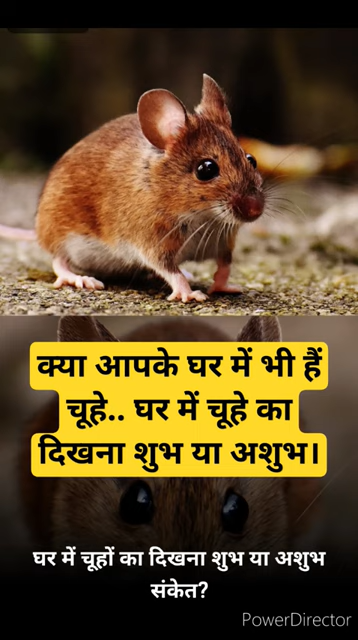 क्या आपके घर में भी हैं
चूहे.. घर में चूहे का
दिखना शुभ या अशुभ।
घर में चूहों का दिखना शुभ या अशुभ
संकेत?
PowerDirector